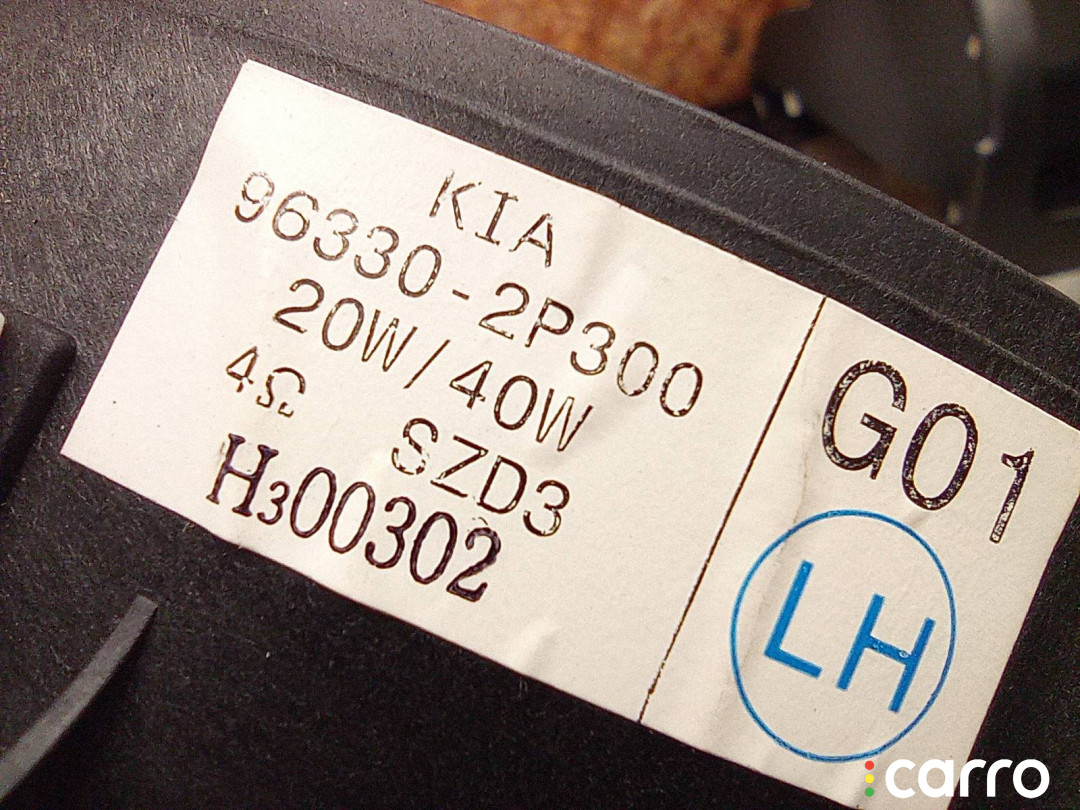 KIA
96330-2P300
20W/40W
4Ω SZD3
H300302
G01
LH
carro